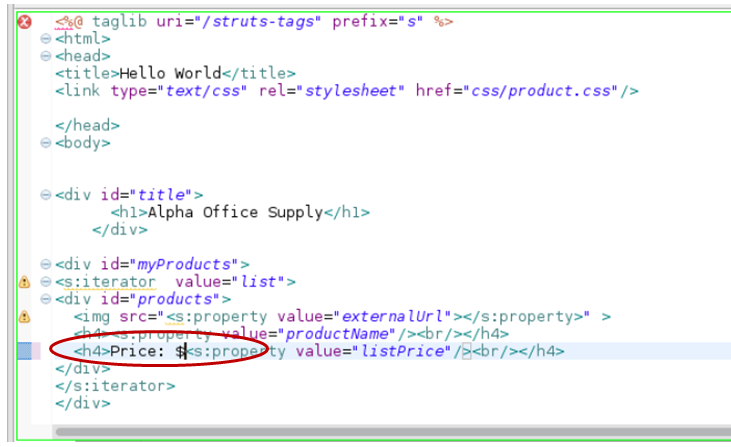 <%@ taglib uri="/struts-tags" prefix="s" %>
<html>
<head>
<title>Hello World</title>
<link type="text/css" rel="stylesheet" href="css/product.css"/>
</head>
<body>
<div id="title">
<h1>Alpha Office Supply</h1>
</div>
<div id="myProducts">
<s:iterator  value="list">
<div id="products">
<img src="<s:property value="externalUrl"></s:property>" >
<h4><s:property value="productName"/><br/></h4>
<h4>Price: $<s:property value="listPrice"/><br/></h4>
</div>
</s:iterator>
</div>